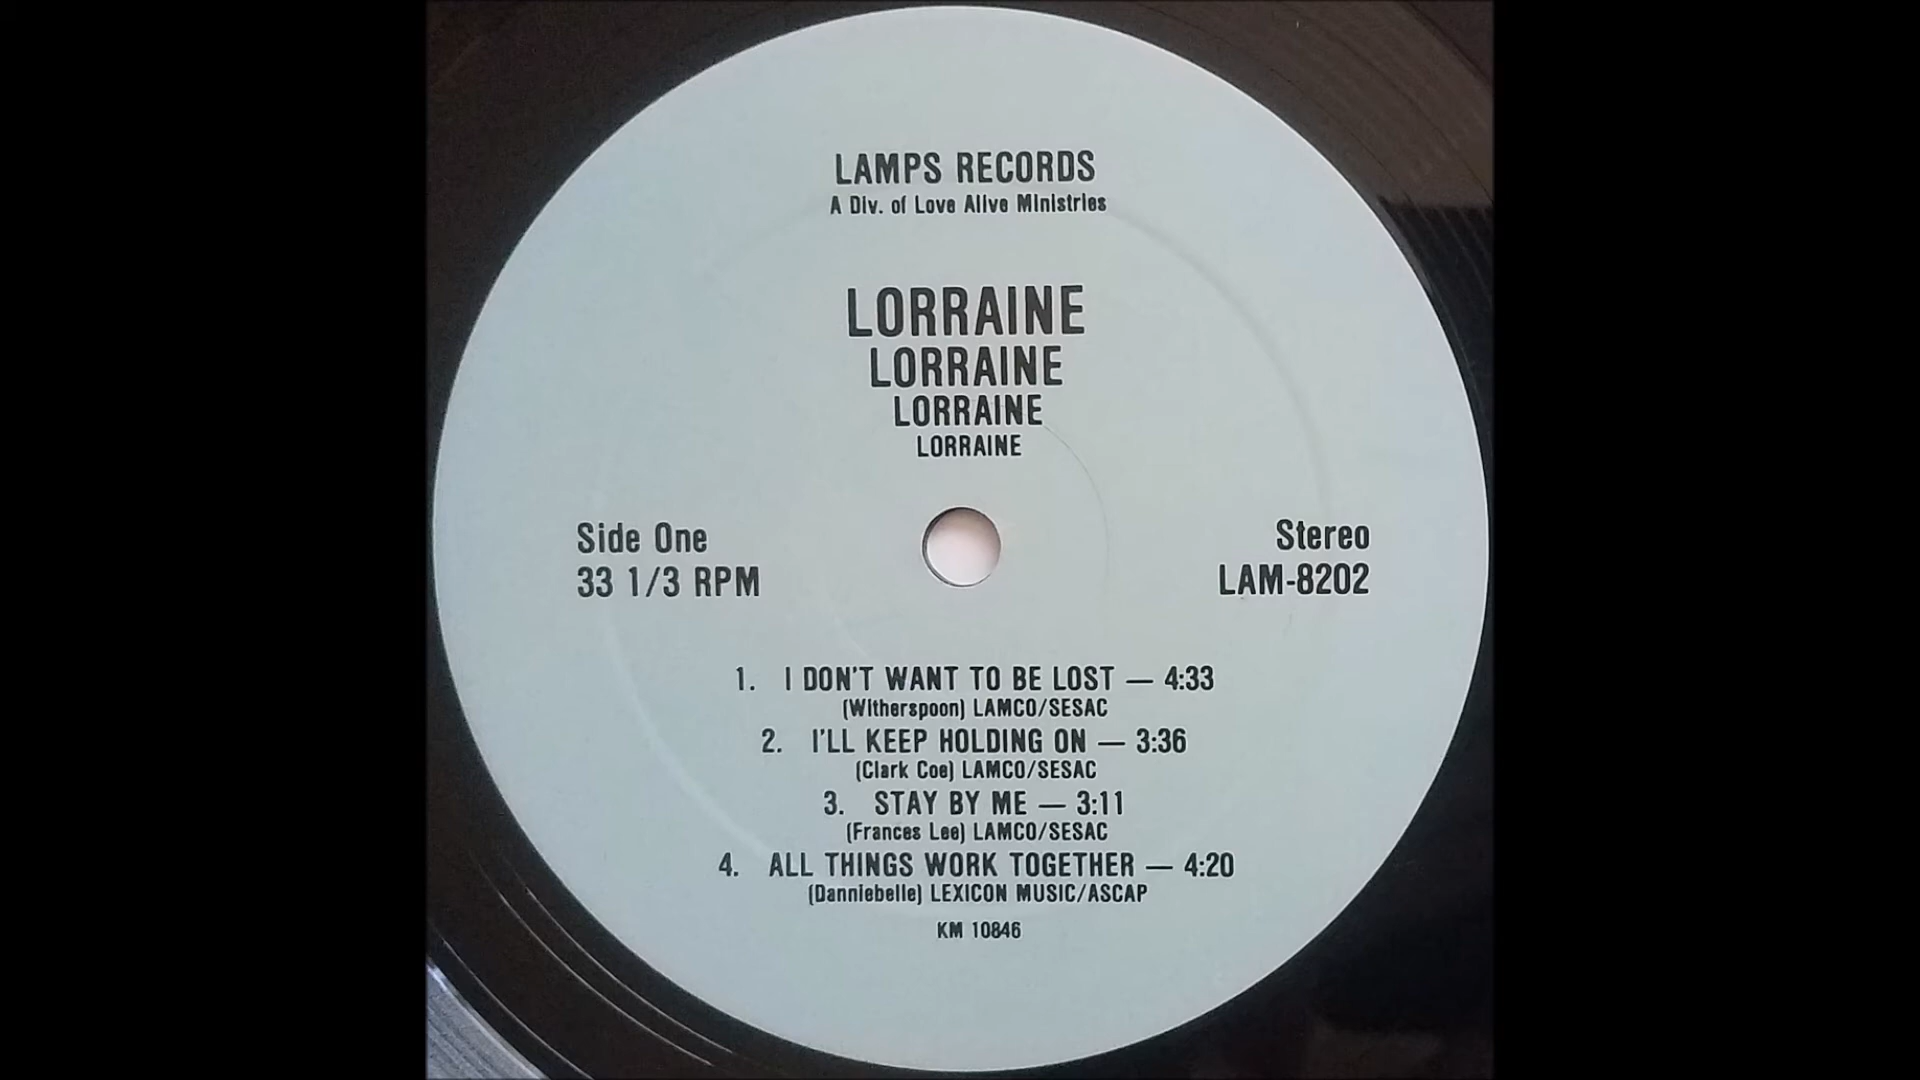 LAMPS RECORDS
A Div. of Love Alive Ministries
LORRAINE
LORRAINE
LORRAINE
LORRAINE
Side One
33 1/3 RPM
Stereo
LAM-8202
1. I DON'T WANT TO BE LOST — 4:33
(Witherspoon) LAMCO/SESAC
2. I'LL KEEP HOLDING ON — 3:36
(Clark Coe) LAMCO/SESAC
3. STAY BY ME — 3:11
(Frances Lee) LAMCO/SESAC
4. ALL THINGS WORK TOGETHER — 4:20
(Danniebelle) LEXICON MUSIC/ASCAP
KM 10846